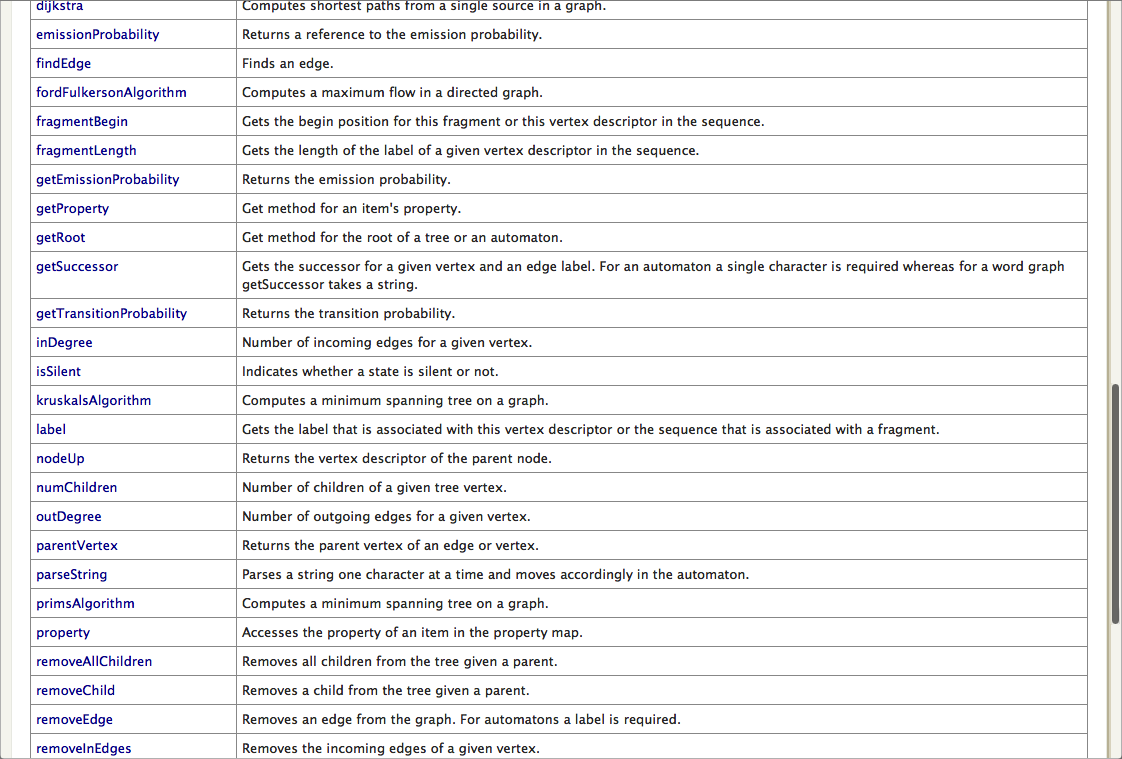 dijkstra Computes shortest paths from a single source in a graph.
emissionProbability Returns a reference to the emission probability.
findEdge Finds an edge.
fordFulkersonAlgorithm Computes a maximum flow in a directed graph.
fragmentBegin Gets the begin position for this fragment or this vertex descriptor in the sequence.
fragmentLength Gets the length of the label of a given vertex descriptor in the sequence.
getEmissionProbability Returns the emission probability.
getProperty Get method for an item's property.
getRoot Get method for the root of a tree or an automaton.
getSuccessor Gets the successor for a given vertex and an edge label. For an automaton a single character is required whereas for a word graph
getSuccessor takes a string.
getTransitionProbability Returns the transition probability.
inDegree Number of incoming edges for a given vertex.
isSilent Indicates whether a state is silent or not.
kruskalsAlgorithm Computes a minimum spanning tree on a graph.
label Gets the label that is associated with this vertex descriptor or the sequence that is associated with a fragment.
nodeUp Returns the vertex descriptor of the parent node.
numChildren Number of children of a given tree vertex.
outDegree Number of outgoing edges for a given vertex.
parentVertex Returns the parent vertex of an edge or vertex.
parseString Parses a string one character at a time and moves accordingly in the automaton.
primsAlgorithm Computes a minimum spanning tree on a graph.
property Accesses the property of an item in the property map.
removeAllChildren Removes all children from the tree given a parent.
removeChild Removes a child from the tree given a parent.
removeEdge Removes an edge from the graph. For automatons a label is required.
removeInEdges Removes the incoming edges of a given vertex.